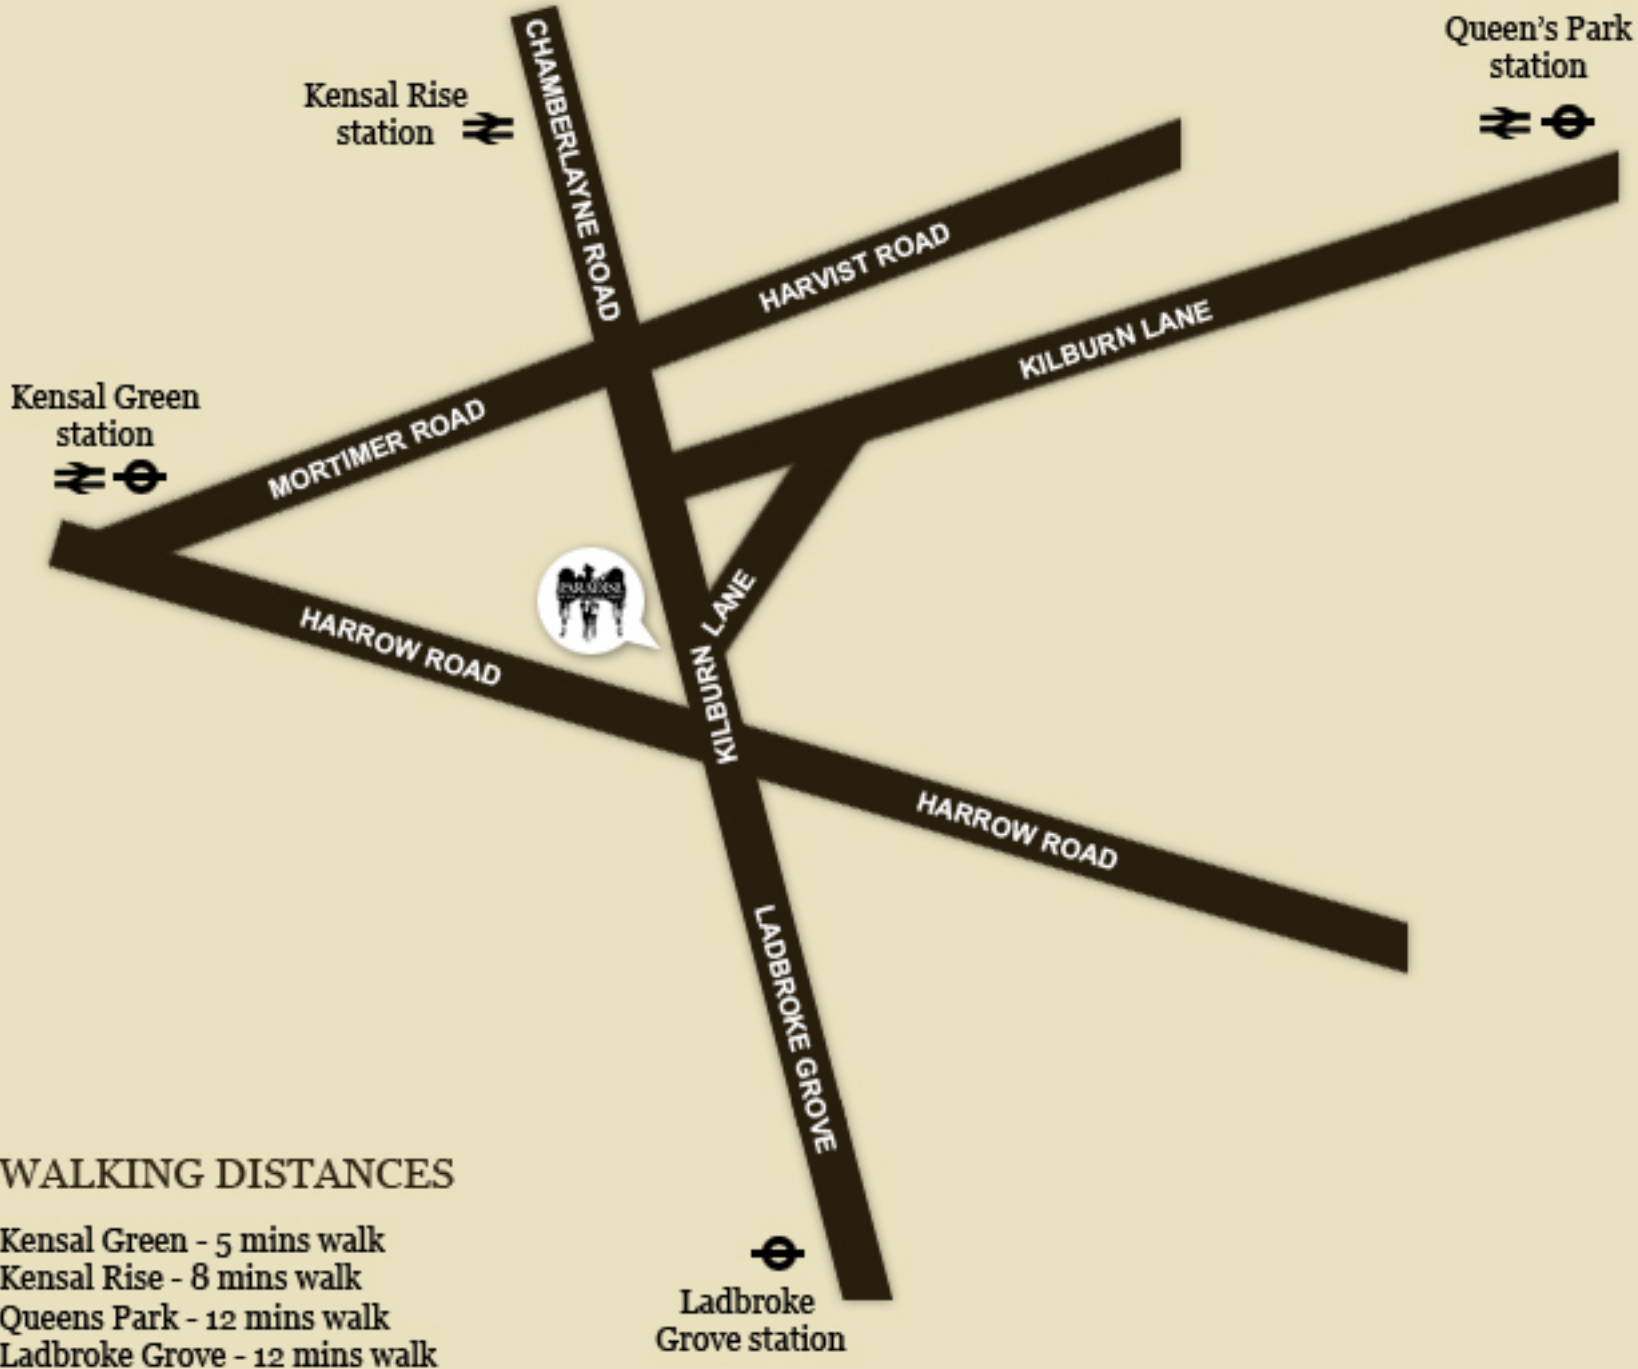 CHAMBERLAYNE ROAD
Queen's Park
station
Kensal Rise
station
HARVIST ROAD
KILBURN LANE
Kensal Green
station
MORTIMER ROAD
PARADISE
KILBURN LANE
HARROW ROAD
HARROW ROAD
LADBROKE GROVE
WALKING DISTANCES
Kensal Green - 5 mins walk
Kensal Rise - 8 mins walk
Queens Park - 12 mins walk
Ladbroke Grove - 12 mins walk
Ladbroke
Grove station